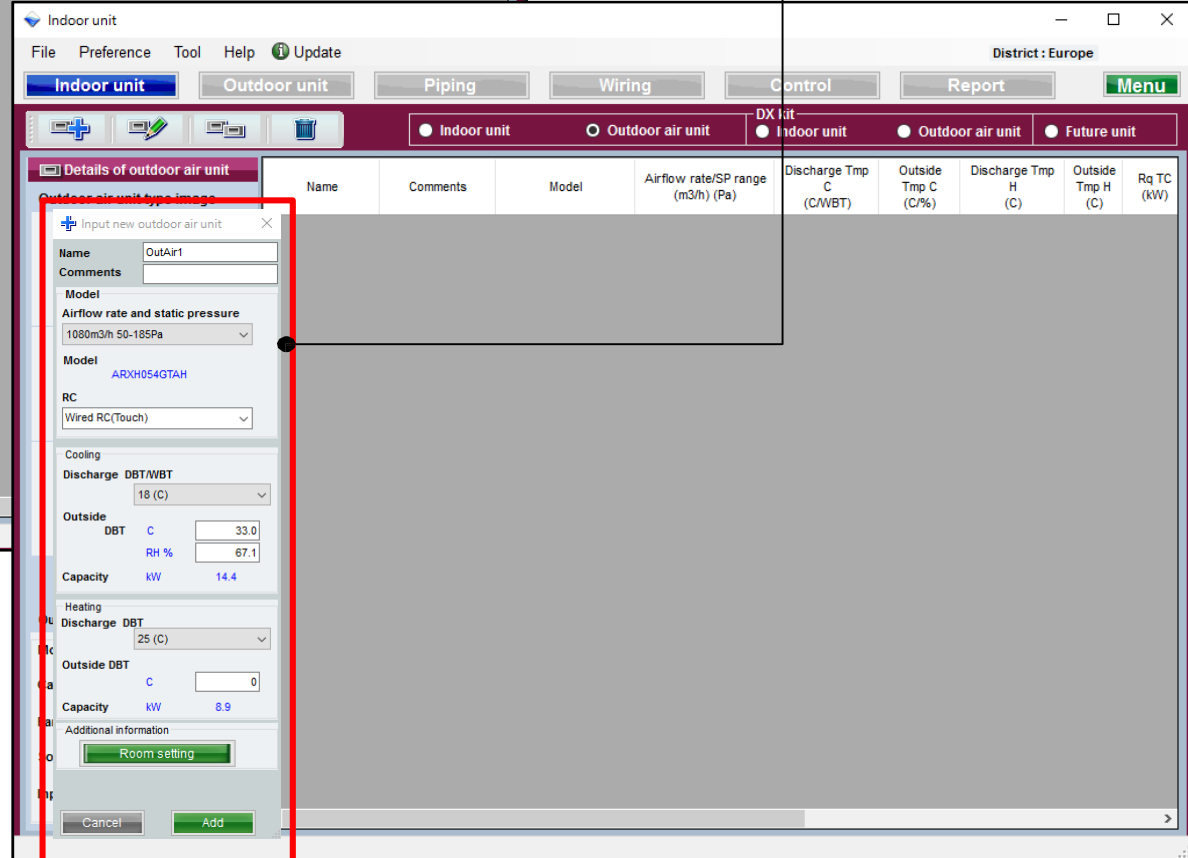 Indoor unit
File Preference Tool Help Update District : Europe
Indoor unit Outdoor unit Piping Wiring Control Report Menu
DX kit
Indoor unit Outdoor air unit Indoor unit Outdoor air unit Future unit
Details of outdoor air unit
Outdoor air unit type image
Name Comments Model Airflow rate/SP range (m3/h) (Pa) Discharge Tmp C (C/WBT) Outside Tmp C (C/%) Discharge Tmp H (C) Outside Tmp H (C) Rq TC (kW)
Input new outdoor air unit
Name OutAir1
Comments
Model
Airflow rate and static pressure
1080m3/h 50-185Pa
Model
ARXH054GTAH
RC
Wired RC(Touch)
Cooling
Discharge DBT/WBT
18 (C)
Outside
DBT C 33.0
RH % 67.1
Capacity kW 14.4
Heating
Discharge DBT
25 (C)
Outside DBT
C 0
Capacity kW 8.9
Additional information
Room setting
Cancel Add